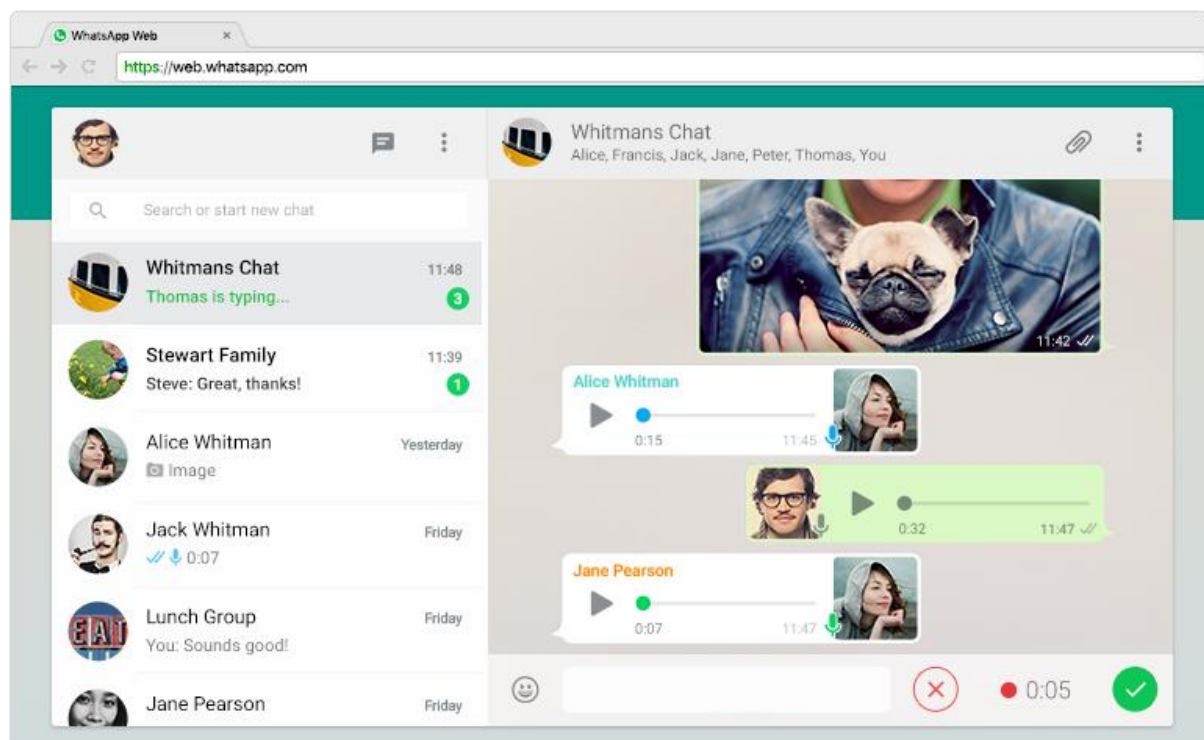 WhatsApp Web
https://web.whatsapp.com
Search or start new chat
Whitmans Chat
11:48
Thomas is typing...
3
Stewart Family
11:39
Steve: Great, thanks!
1
Alice Whitman
Yesterday
Image
Jack Whitman
Friday
0:07
EAT
Lunch Group
Friday
You: Sounds good!
Jane Pearson
Friday
Whitmans Chat
Alice, Francis, Jack, Jane, Peter, Thomas, You
11:42
Alice Whitman
0:15
11:45
0:32
11:47
Jane Pearson
0:07
11:47
0:05